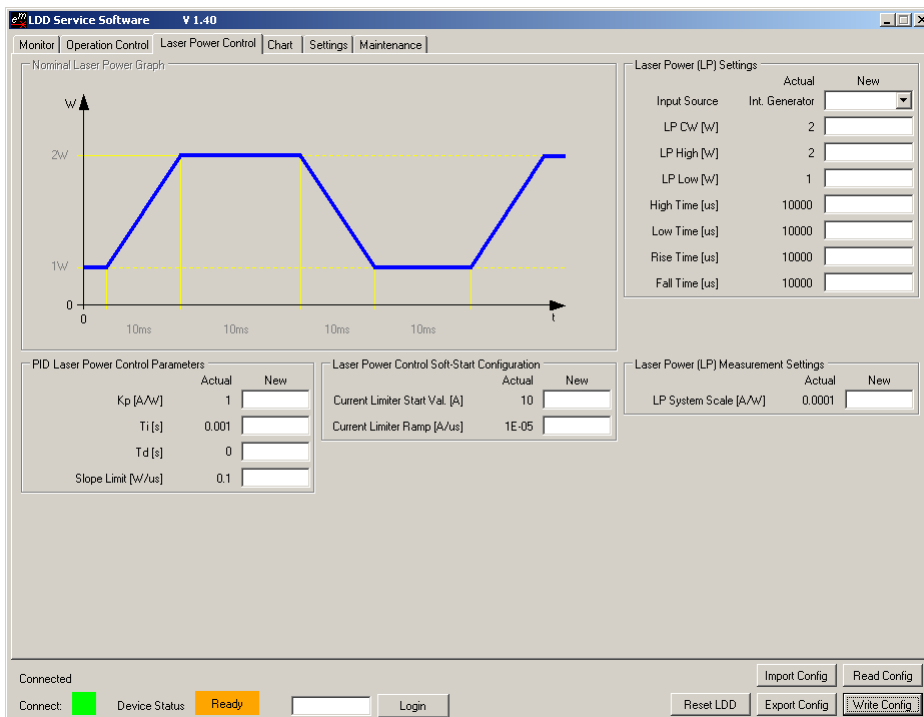 em LDD Service Software V 1.40
Monitor Operation Control Laser Power Control Chart Settings Maintenance
Nominal Laser Power Graph
W
2W
1W
0
0
t
10ms 10ms 10ms 10ms
Laser Power (LP) Settings
Actual New
Input Source Int. Generator
LP CW [W] 2
LP High [W] 2
LP Low [W] 1
High Time [us] 10000
Low Time [us] 10000
Rise Time [us] 10000
Fall Time [us] 10000
PID Laser Power Control Parameters
Actual New
Kp [A/W] 1
Ti [s] 0.001
Td [s] 0
Slope Limit [W/us] 0.1
Laser Power Control Soft-Start Configuration
Actual New
Current Limiter Start Val. [A] 10
Current Limiter Ramp [A/us] 1E-05
Laser Power (LP) Measurement Settings
Actual New
LP System Scale [A/W] 0.0001
Connected
Import Config Read Config
Connect: Device Status Ready Login Reset LDD Export Config Write Config